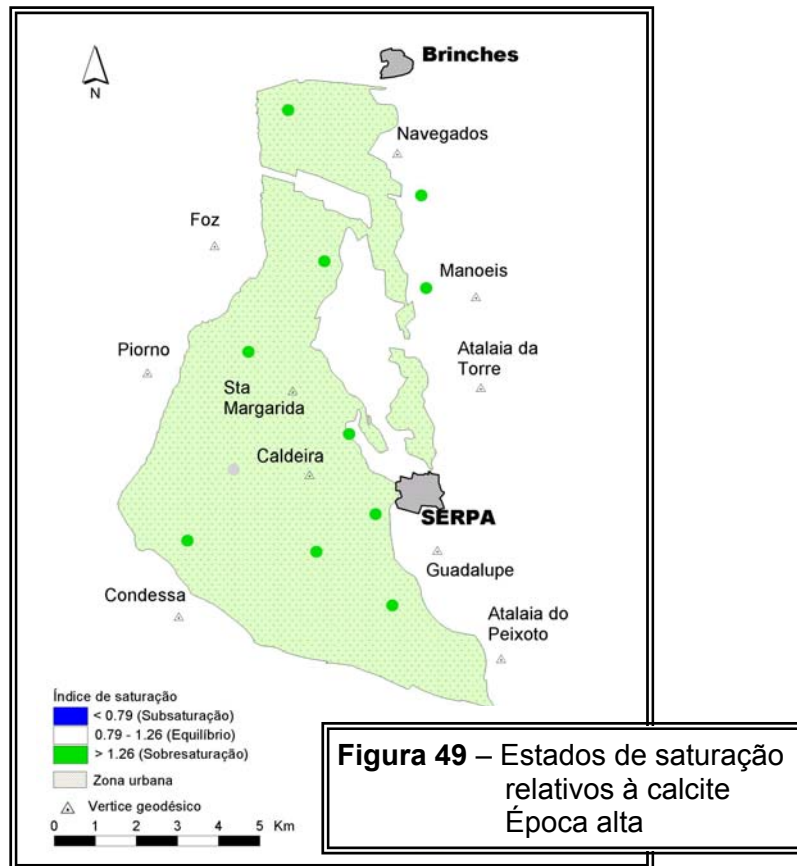 Brinches
N
Navegados
Foz
Manoeis
Piorno
Atalaia da
Torre
Sta
Margarida
Caldeira
SERPA
Guadalupe
Condessa
Atalaia do
Peixoto
Índice de saturação
< 0.79 (Subsaturação)
0.79 - 1.26 (Equilíbrio)
> 1.26 (Sobresaturação)
Zona urbana
Vertice geodésico
0 1 2 3 4 5 Km
Figura 49 – Estados de saturação
relativos à calcite
Época alta